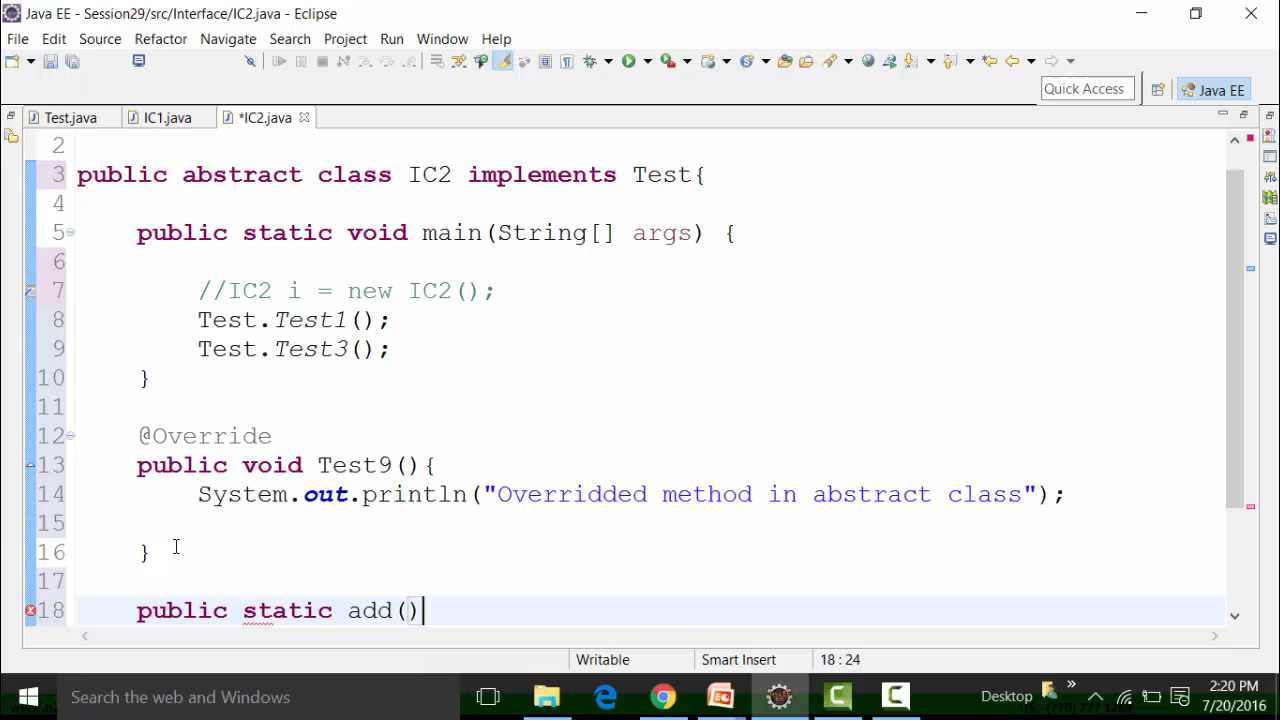 Java EE - Session29/src/Interface/IC2.java - Eclipse
File Edit Source Refactor Navigate Search Project Run Window Help
Quick Access
Java EE
Test.java IC1.java *IC2.java
2
3 public abstract class IC2 implements Test{
4
5 public static void main(String[] args) {
6
7 //IC2 i = new IC2();
8 Test.Test1();
9 Test.Test3();
10 }
11
12 @Override
13 public void Test9(){
14 System.out.println("Overridded method in abstract class");
15
16 }
17
18 public static add()
Writable Smart Insert 18 : 24
Search the web and Windows
Desktop
2:20 PM
7/20/2016